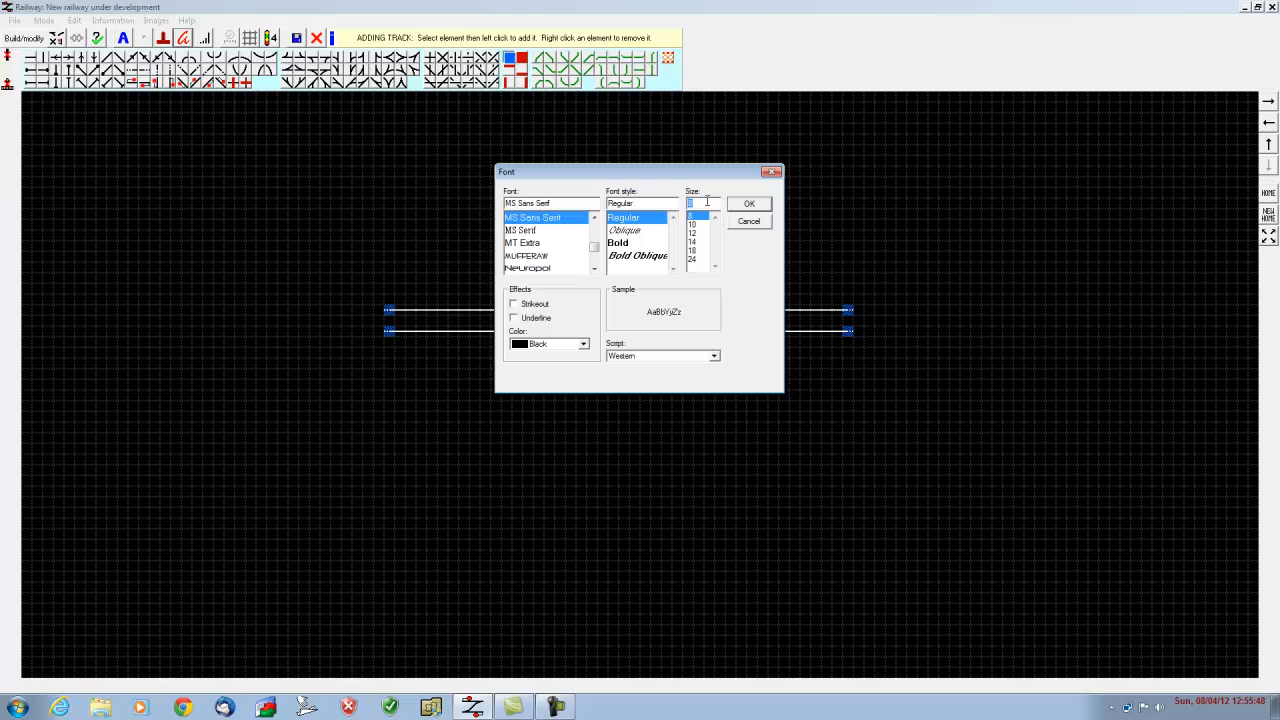 Railway: New railway under development
File Mode Edit Information Images Help
Build/modify A a 4 i ADDING TRACK: Select element then left click to add it. Right click an element to remove it.
HOME
NEW
HOME
Font
Font: Font style: Size:
MS Sans Serif Regular 8 OK
MS Sans Serif Regular 8
MS Serif Oblique 10 Cancel
MT Extra Bold 12
MUFFERAW Bold Oblique 14
Neuropol 18
24
Effects Sample
Strikeout
Underline AaBbYyZz
Color:
Black Script:
Western
Sun, 08/04/12 12:55:48